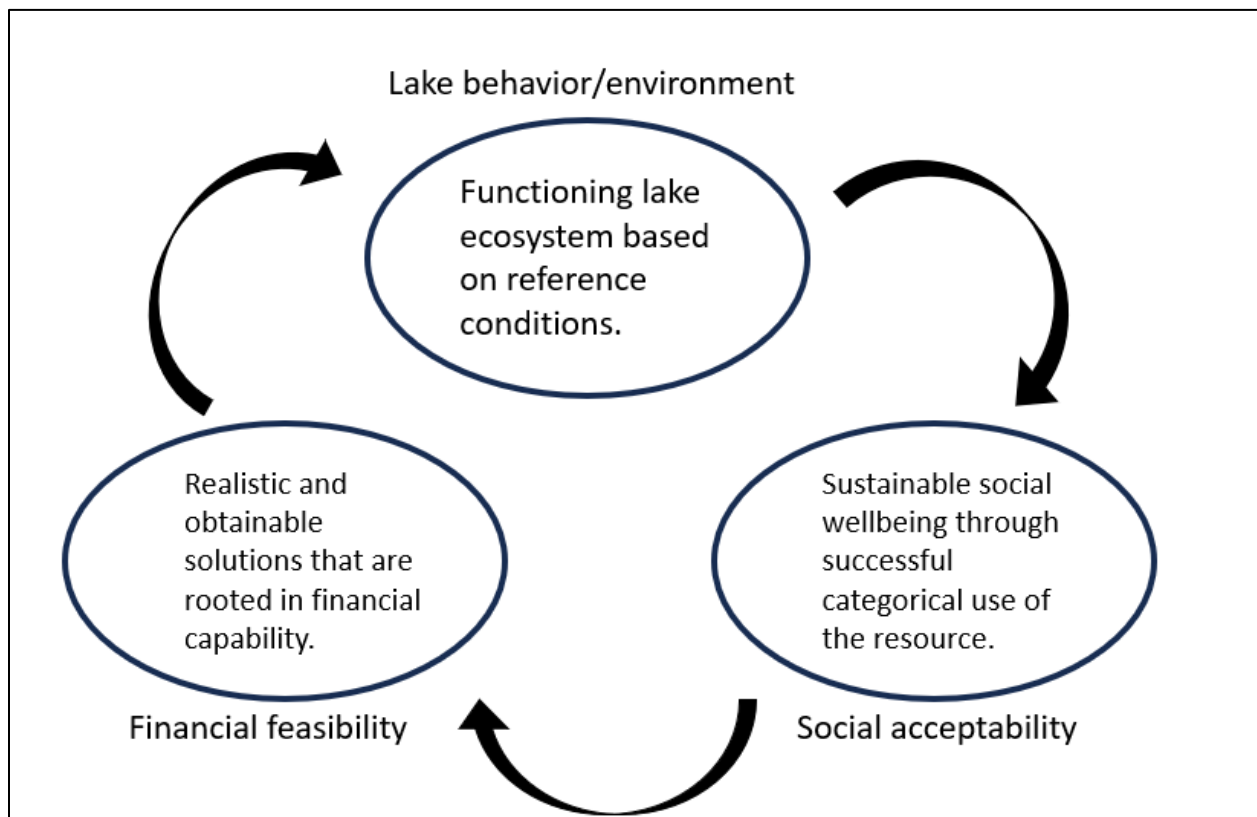 Lake behavior/environment
Functioning lake
ecosystem based
on reference
conditions.
Realistic and
obtainable
solutions that are
rooted in financial
capability.
Financial feasibility
Sustainable social
wellbeing through
successful
categorical use of
the resource.
Social acceptability